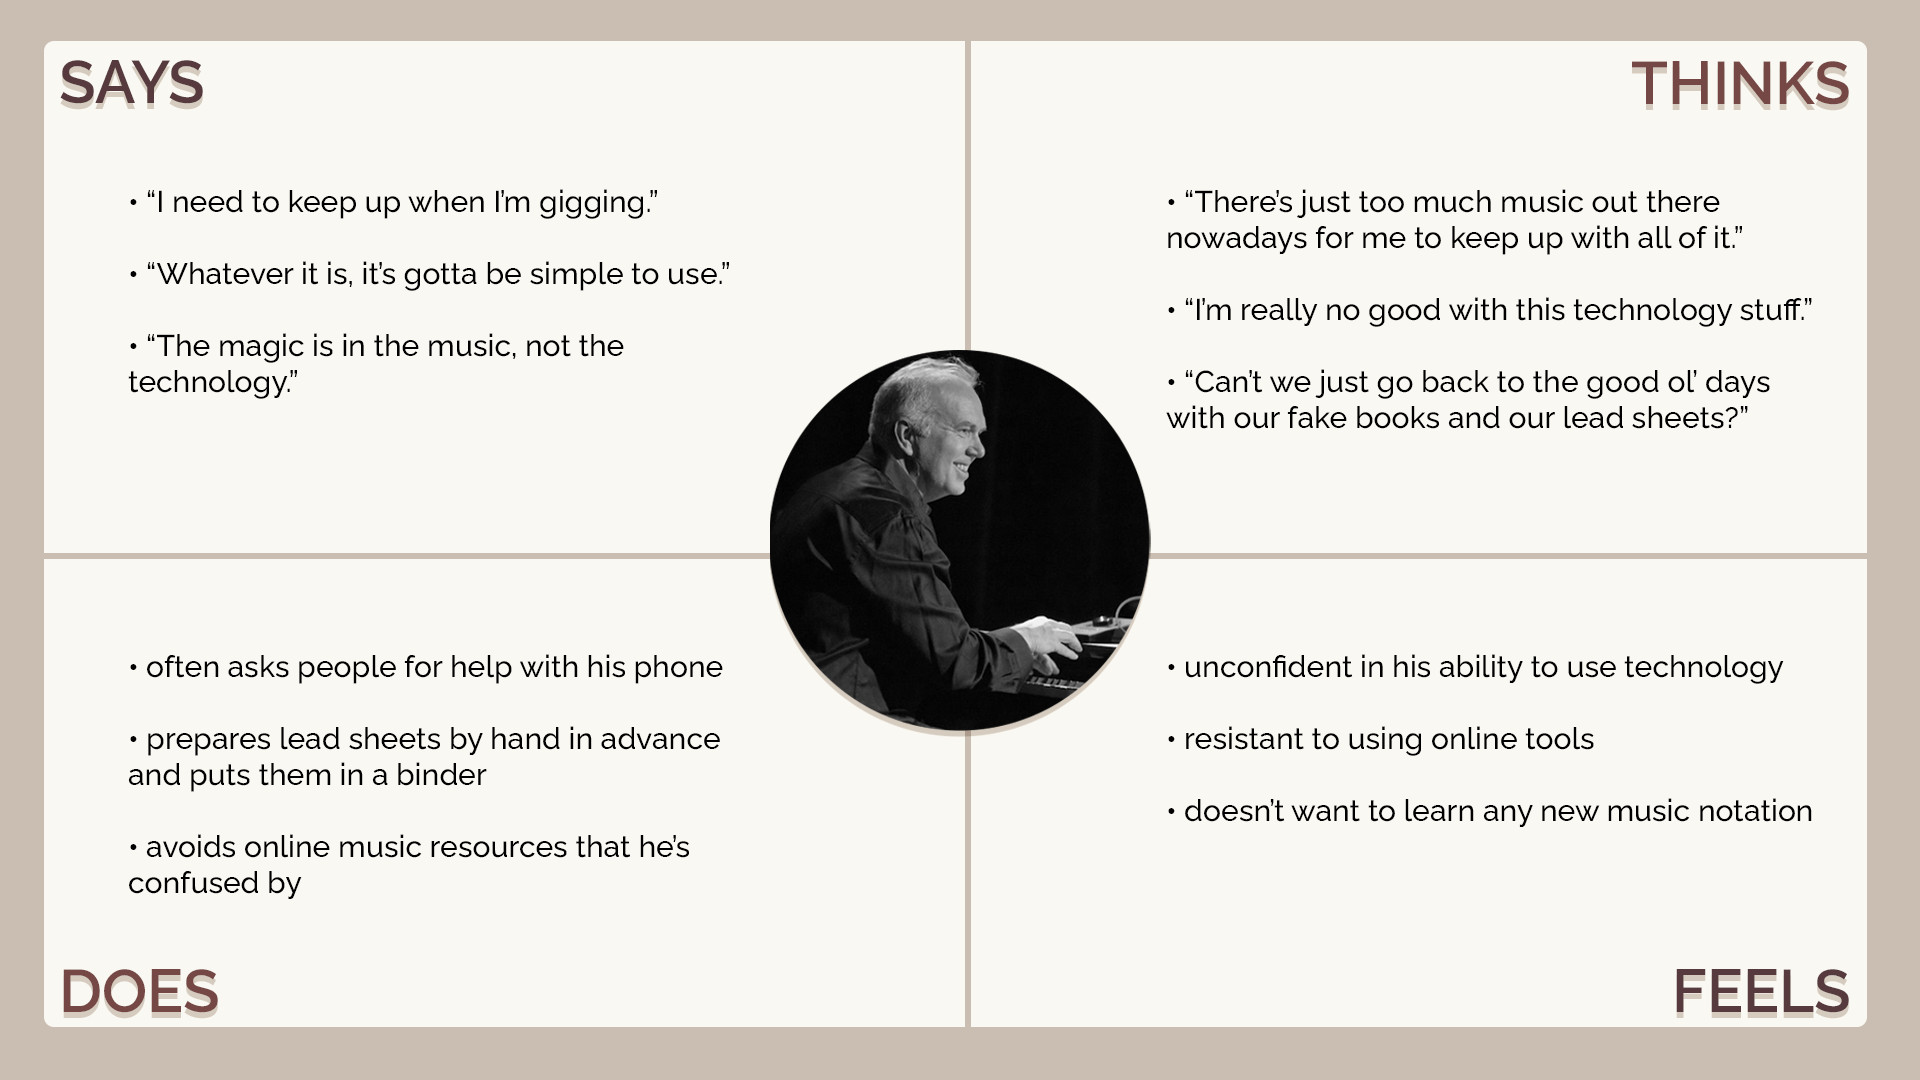 SAYS
• “I need to keep up when I’m gigging.”
• “Whatever it is, it’s gotta be simple to use.”
• “The magic is in the music, not the
technology.”
THINKS
• “There’s just too much music out there
nowadays for me to keep up with all of it.”
• “I’m really no good with this technology stuff.”
• “Can’t we just go back to the good ol’ days
with our fake books and our lead sheets?”
• often asks people for help with his phone
• prepares lead sheets by hand in advance
and puts them in a binder
• avoids online music resources that he’s
confused by
DOES
• unconfident in his ability to use technology
• resistant to using online tools
• doesn’t want to learn any new music notation
FEELS